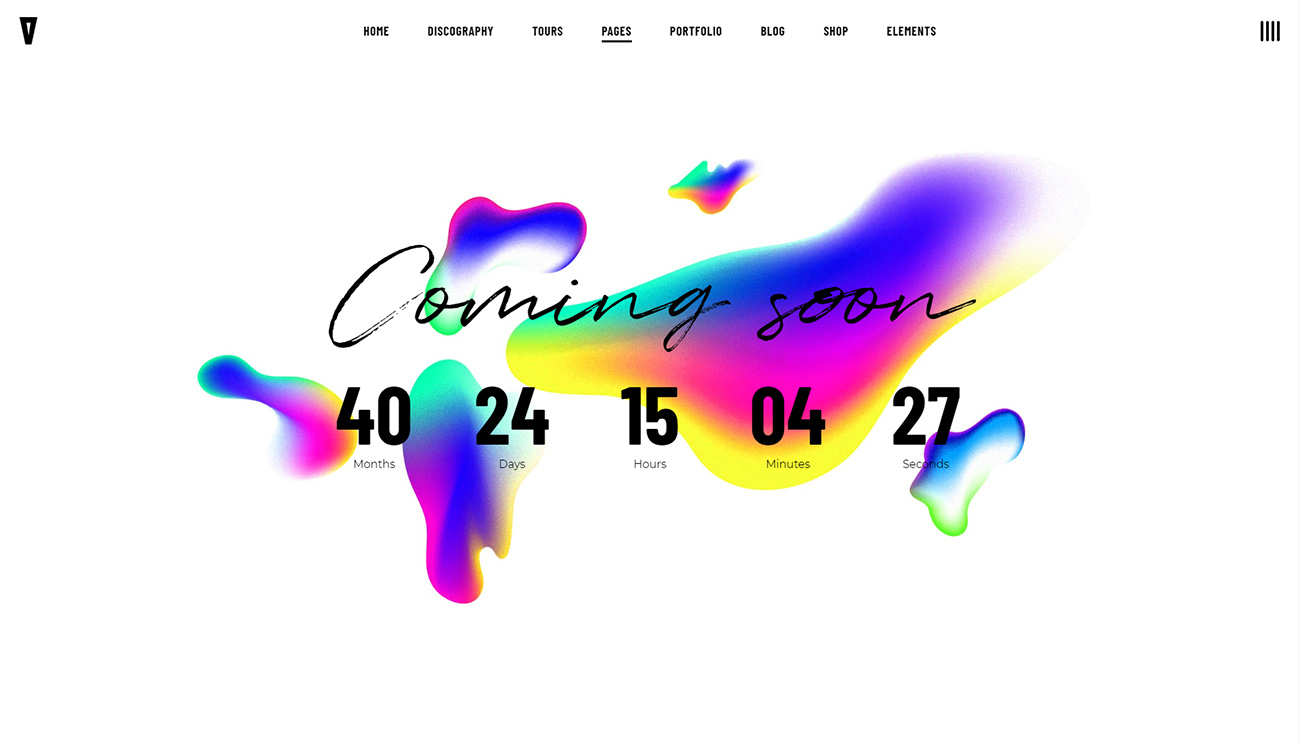 HOME DISCOGRAPHY TOURS PAGES PORTFOLIO BLOG SHOP ELEMENTS
Coming soon
40 24 15 04 27
Months Days Hours Minutes Seconds